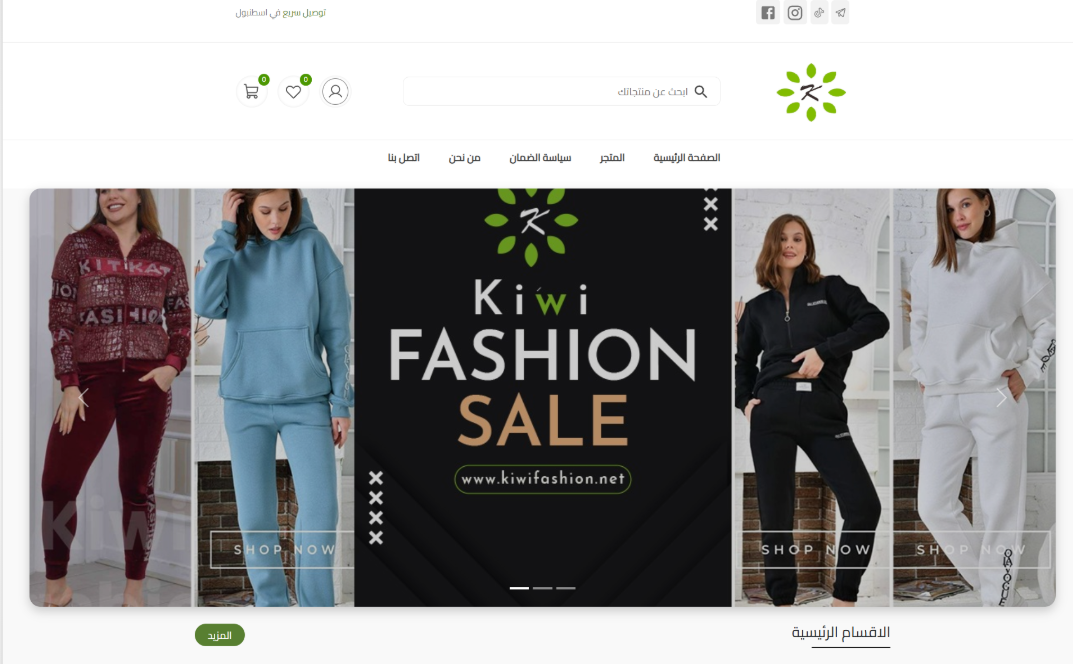 توصيل سريع في اسطنبول
0
0
ابحث عن منتجاتك
K
الصفحة الرئيسية
المتجر
سياسة الضمان
من نحن
اتصل بنا
KITIKAT
K
Kiwi
FASHION
SALE
www.kiwifashion.net
SHOP NOW
SHOP NOW
SHOP NOW
Kiwi
الاقسام الرئيسية
المزيد